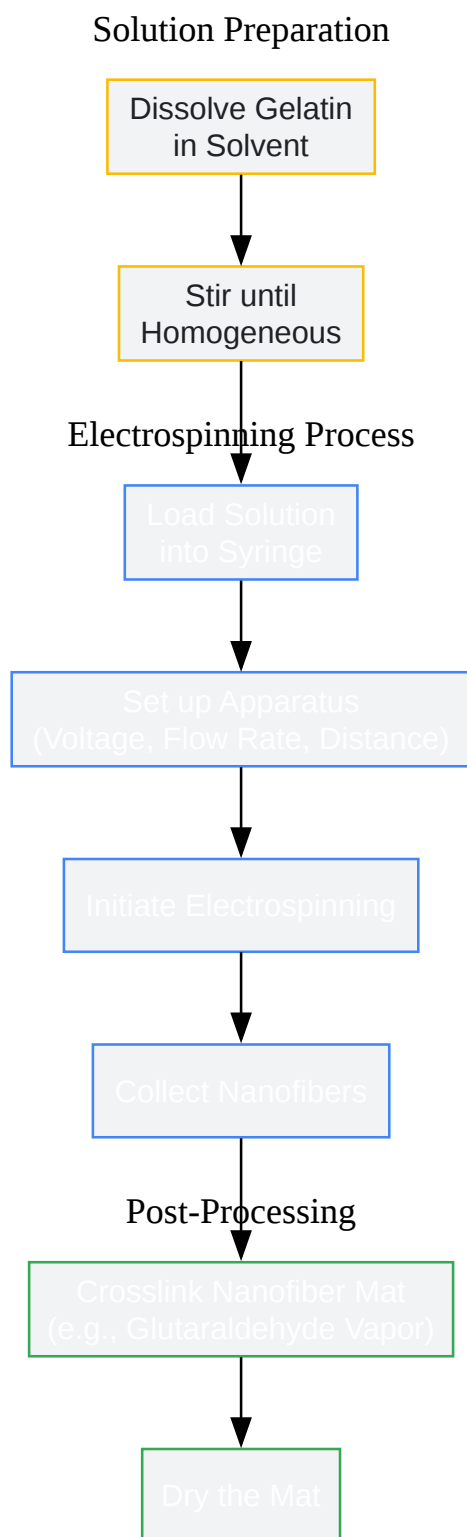 Solution Preparation
Dissolve Gelatin
in Solvent
Stir until
Homogeneous
Electrospinning Process
Load Solution
into Syringe
Set up Apparatus
(Voltage, Flow Rate, Distance)
Initiate Electrospinning
Collect Nanofibers
Post-Processing
Crosslink Nanofiber Mat
(e.g., Glutaraldehyde Vapor)
Dry the Mat